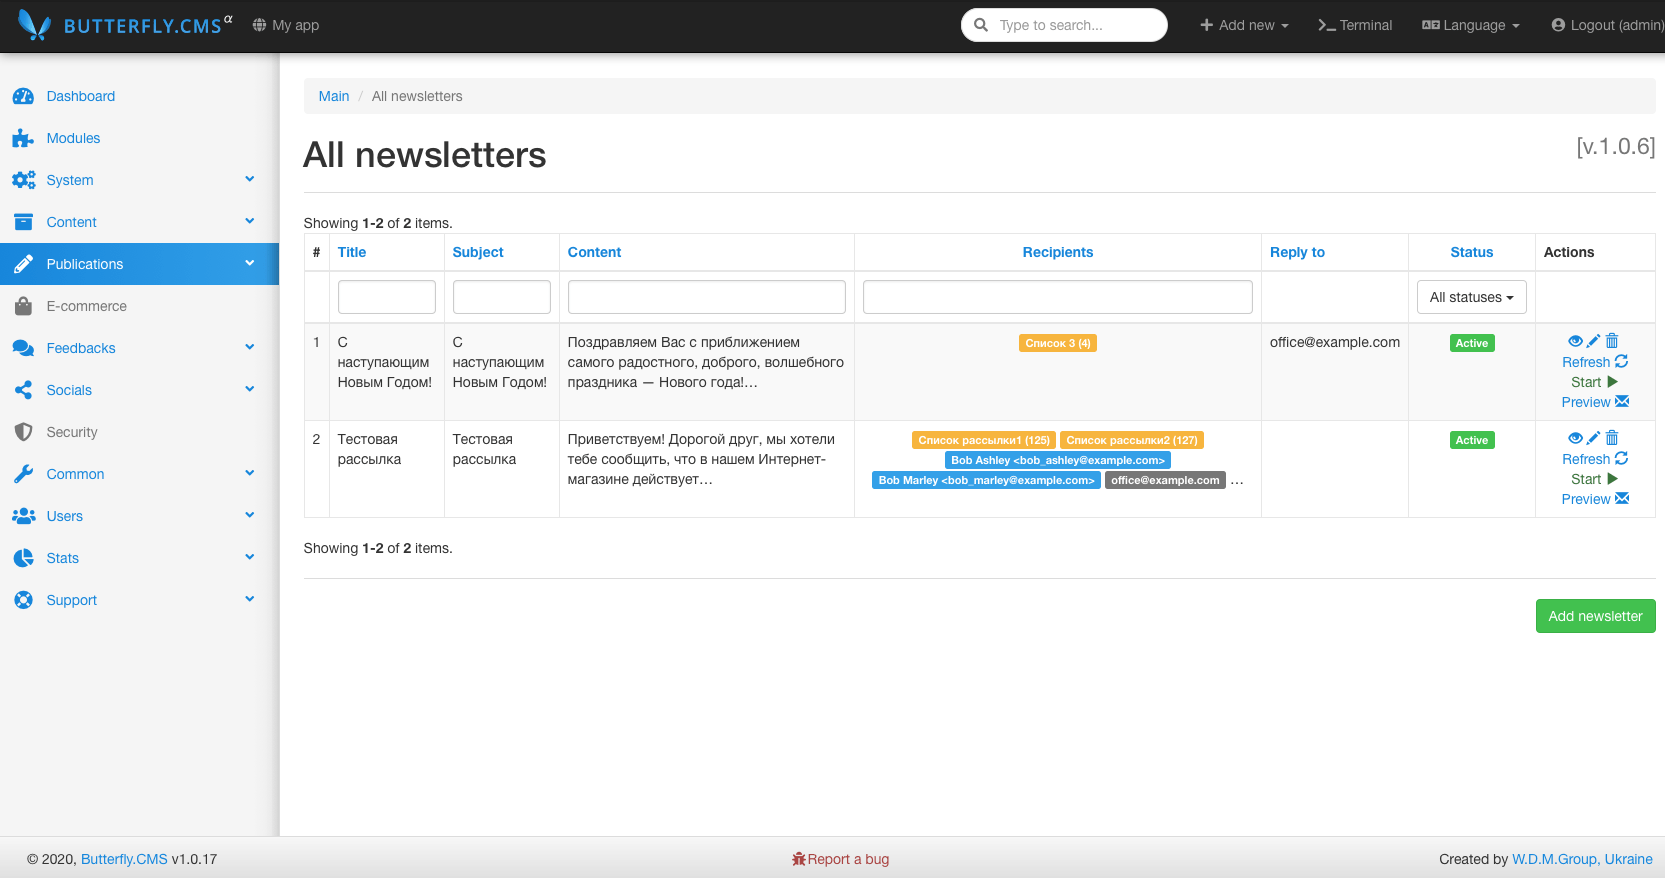 BUTTERFLY.CMS α My app Type to search... Add new Terminal Language Logout (admin)
Dashboard
Modules
System
Content
Publications
E-commerce
Feedbacks
Socials
Security
Common
Users
Stats
Support
Main / All newsletters
All newsletters
[v.1.0.6]
Showing 1-2 of 2 items.
# Title Subject Content Recipients Reply to Status Actions
All statuses
1
С
наступающим
Новым Годом!
С
наступающим
Новым Годом!
Поздравляем Вас с приближением
самого радостного, доброго, волшебного
праздника — Нового года!...
Список 3 (4)
office@example.com
Active
Refresh
Start
Preview
2
Тестовая
рассылка
Тестовая
рассылка
Приветствуем! Дорогой друг, мы хотели
тебе сообщить, что в нашем Интернет-
магазине действует...
Список рассылки1 (125) Список рассылки2 (127)
Bob Ashley <bob_ashley@example.com>
Bob Marley <bob_marley@example.com> office@example.com ...
Active
Refresh
Start
Preview
Showing 1-2 of 2 items.
Add newsletter
© 2020, Butterfly.CMS v1.0.17
Report a bug
Created by W.D.M.Group, Ukraine